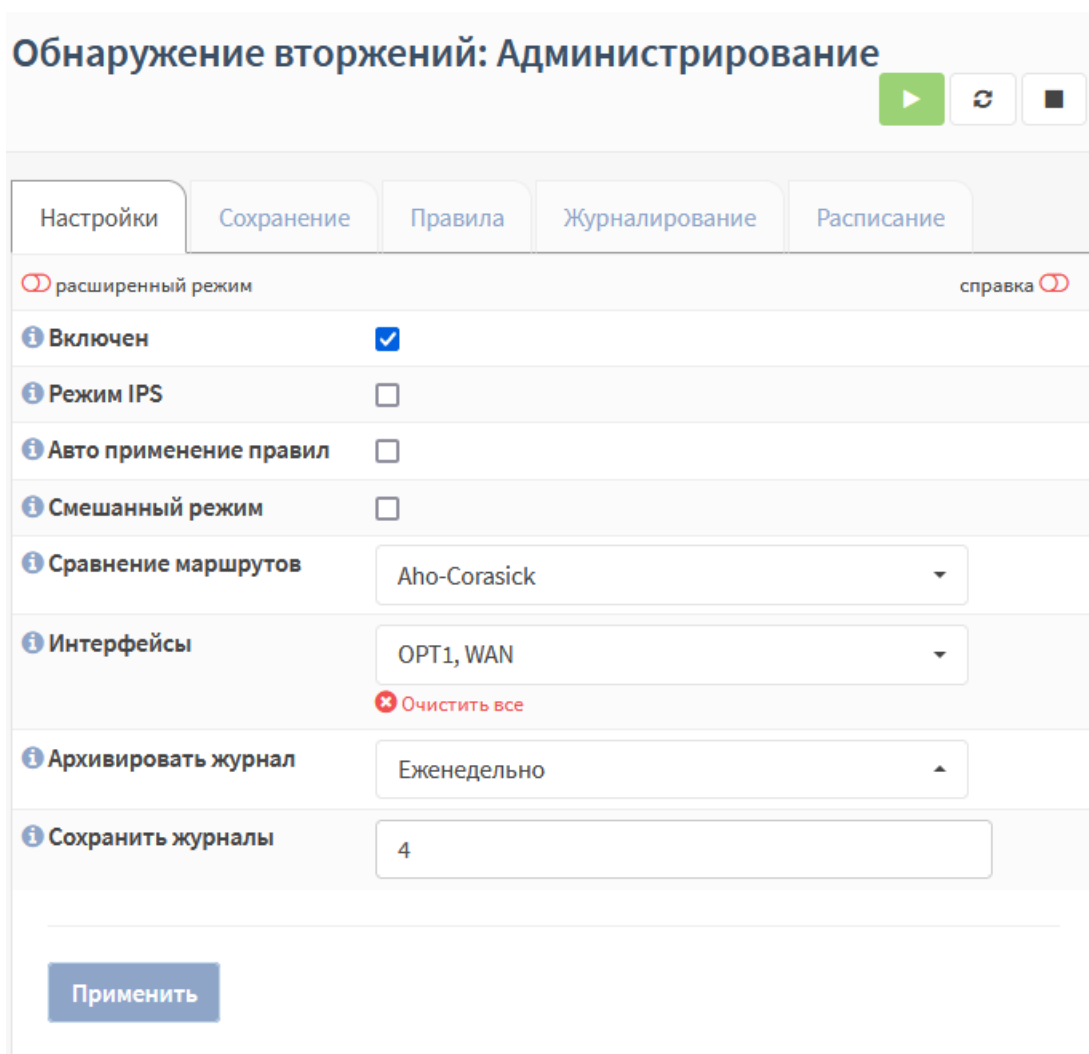 Обнаружение вторжений: Администрирование
Настройки Сохранение Правила Журналирование Расписание
расширенный режим справка
Включен
Режим IPS
Авто применение правил
Смешанный режим
Сравнение маршрутов Aho-Corasick
Интерфейсы OPT1, WAN
Очистить все
Архивировать журнал Еженедельно
Сохранить журналы 4
Применить